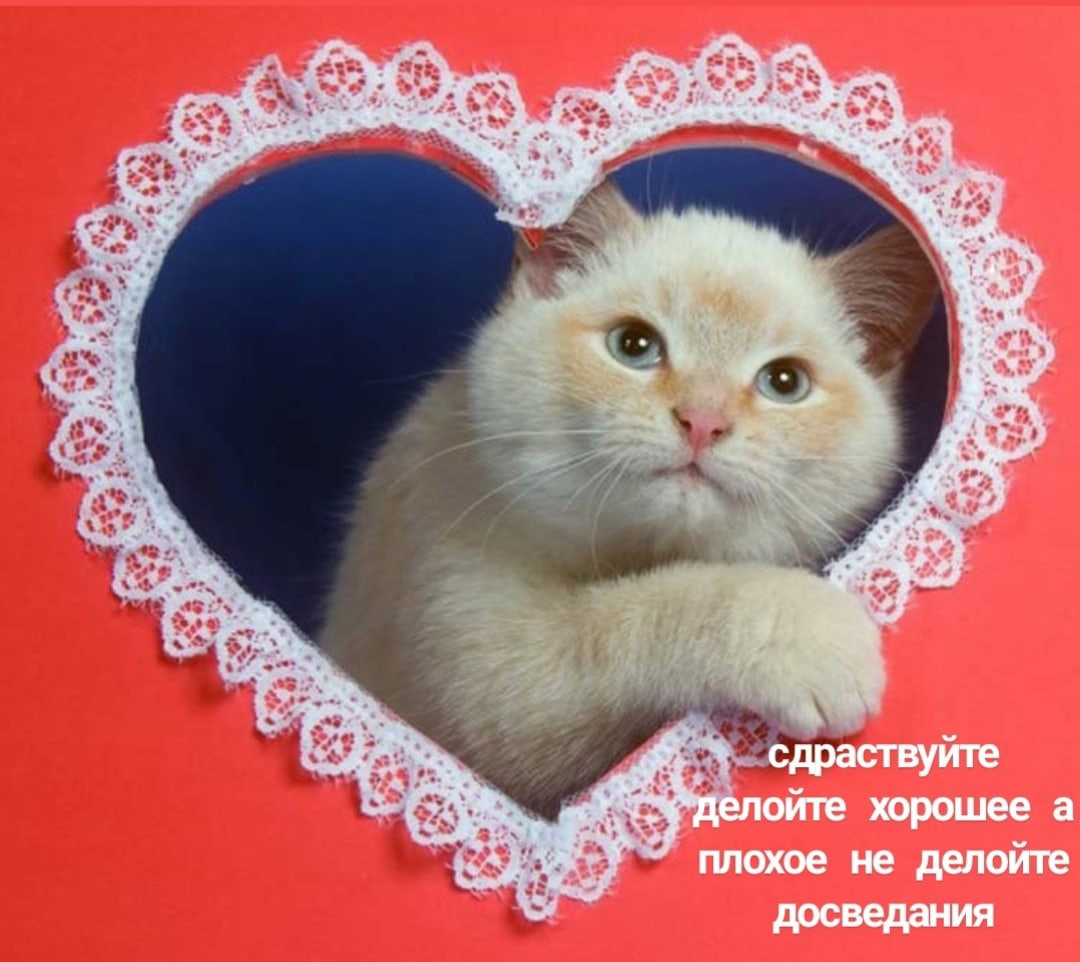 сдраствуйте
делойте хорошее а
плохое не делойте
досведания